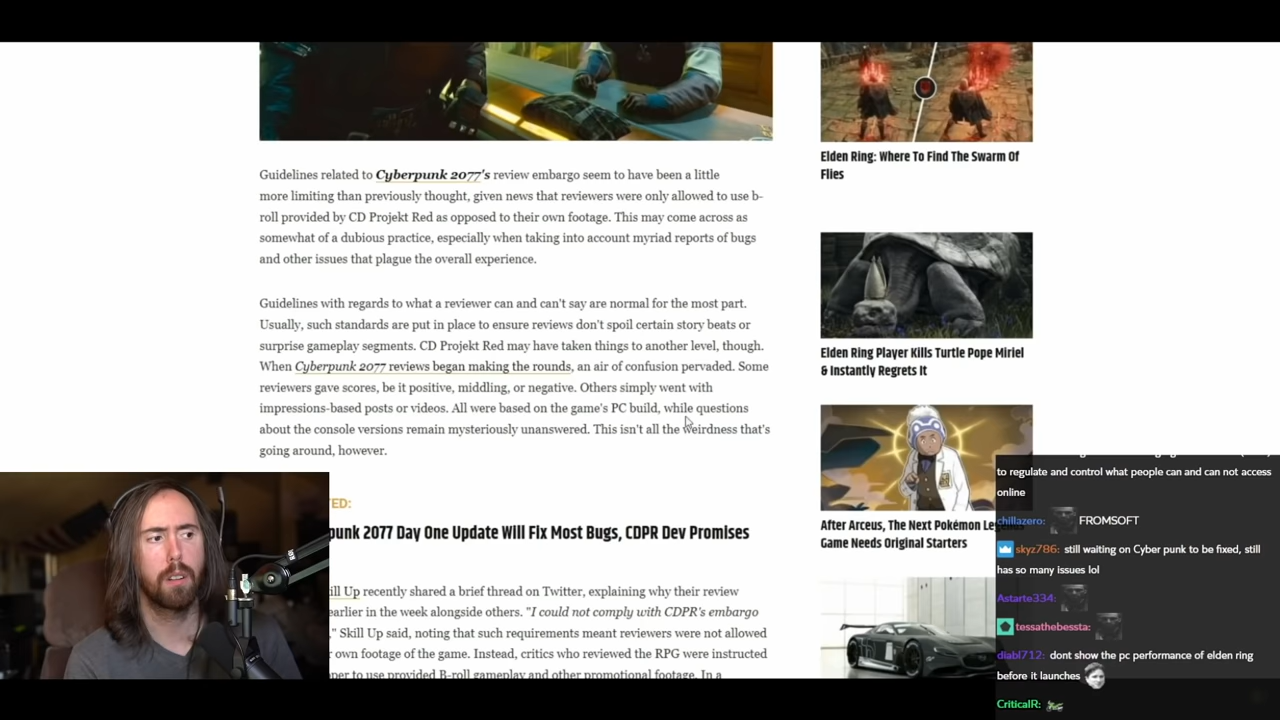 Guidelines related to Cyberpunk 2077's review embargo seem to have been a little
more limiting than previously thought, given news that reviewers were only allowed to use b-
roll provided by CD Projekt Red as opposed to their own footage. This may come across as
somewhat of a dubious practice, especially when taking into account myriad reports of bugs
and other issues that plague the overall experience.
Guidelines with regards to what a reviewer can and can't say are normal for the most part.
Usually, such standards are put in place to ensure reviews don't spoil certain story beats or
surprise gameplay segments. CD Projekt Red may have taken things to another level, though.
When Cyberpunk 2077 reviews began making the rounds, an air of confusion pervaded. Some
reviewers gave scores, be it positive, middling, or negative. Others simply went with
impressions-based posts or videos. All were based on the game's PC build, while questions
about the console versions remain mysteriously unanswered. This isn't all the weirdness that's
going around, however.
TED:
punk 2077 Day One Update Will Fix Most Bugs, CDPR Dev Promises
ill Up recently shared a brief thread on Twitter, explaining why their review
earlier in the week alongside others. "I could not comply with CDPR's embargo
," Skill Up said, noting that such requirements meant reviewers were not allowed
own footage of the game. Instead, critics who reviewed the RPG were instructed
oper to use provided B-roll gameplay and other promotional footage. In a
Elden Ring: Where To Find The Swarm Of
Flies
Elden Ring Player Kills Turtle Pope Miriel
& Instantly Regrets It
After Arceus, The Next Pokémon Le
Game Needs Original Starters
to regulate and control what people can and can not access
online
chillazero: FROMSOFT
skyz786: still waiting on Cyber punk to be fixed, still
has so many issues lol
Astarte334:
tessathebessta:
diabl712: dont show the pc performance of elden ring
before it launches
CriticalR: